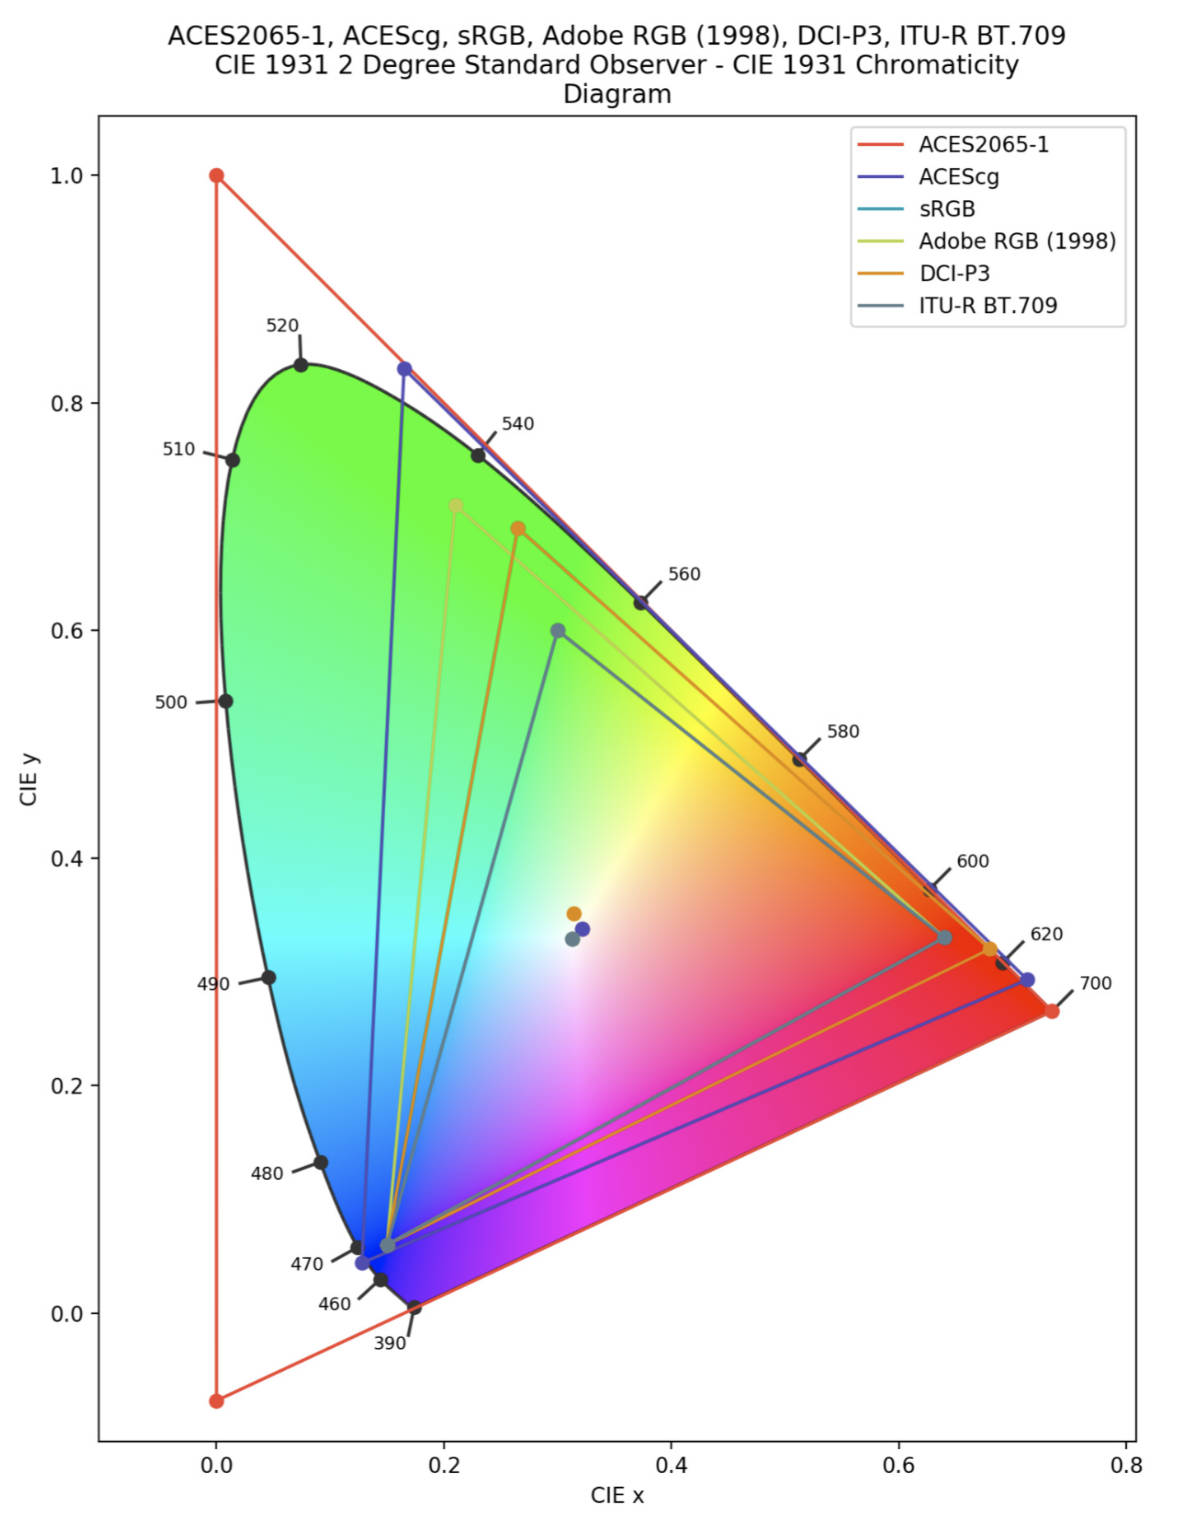 ACES2065-1, ACEScg, sRGB, Adobe RGB (1998), DCI-P3, ITU-R BT.709
CIE 1931 2 Degree Standard Observer - CIE 1931 Chromaticity
Diagram
ACES2065-1
ACEScg
sRGB
Adobe RGB (1998)
DCI-P3
ITU-R BT.709
1.0
0.8
0.6
0.4
0.2
0.0
CIE y
520
510
540
560
500
580
600
620
490
700
480
470
460
390
0.0
0.2
0.4
0.6
0.8
CIE x